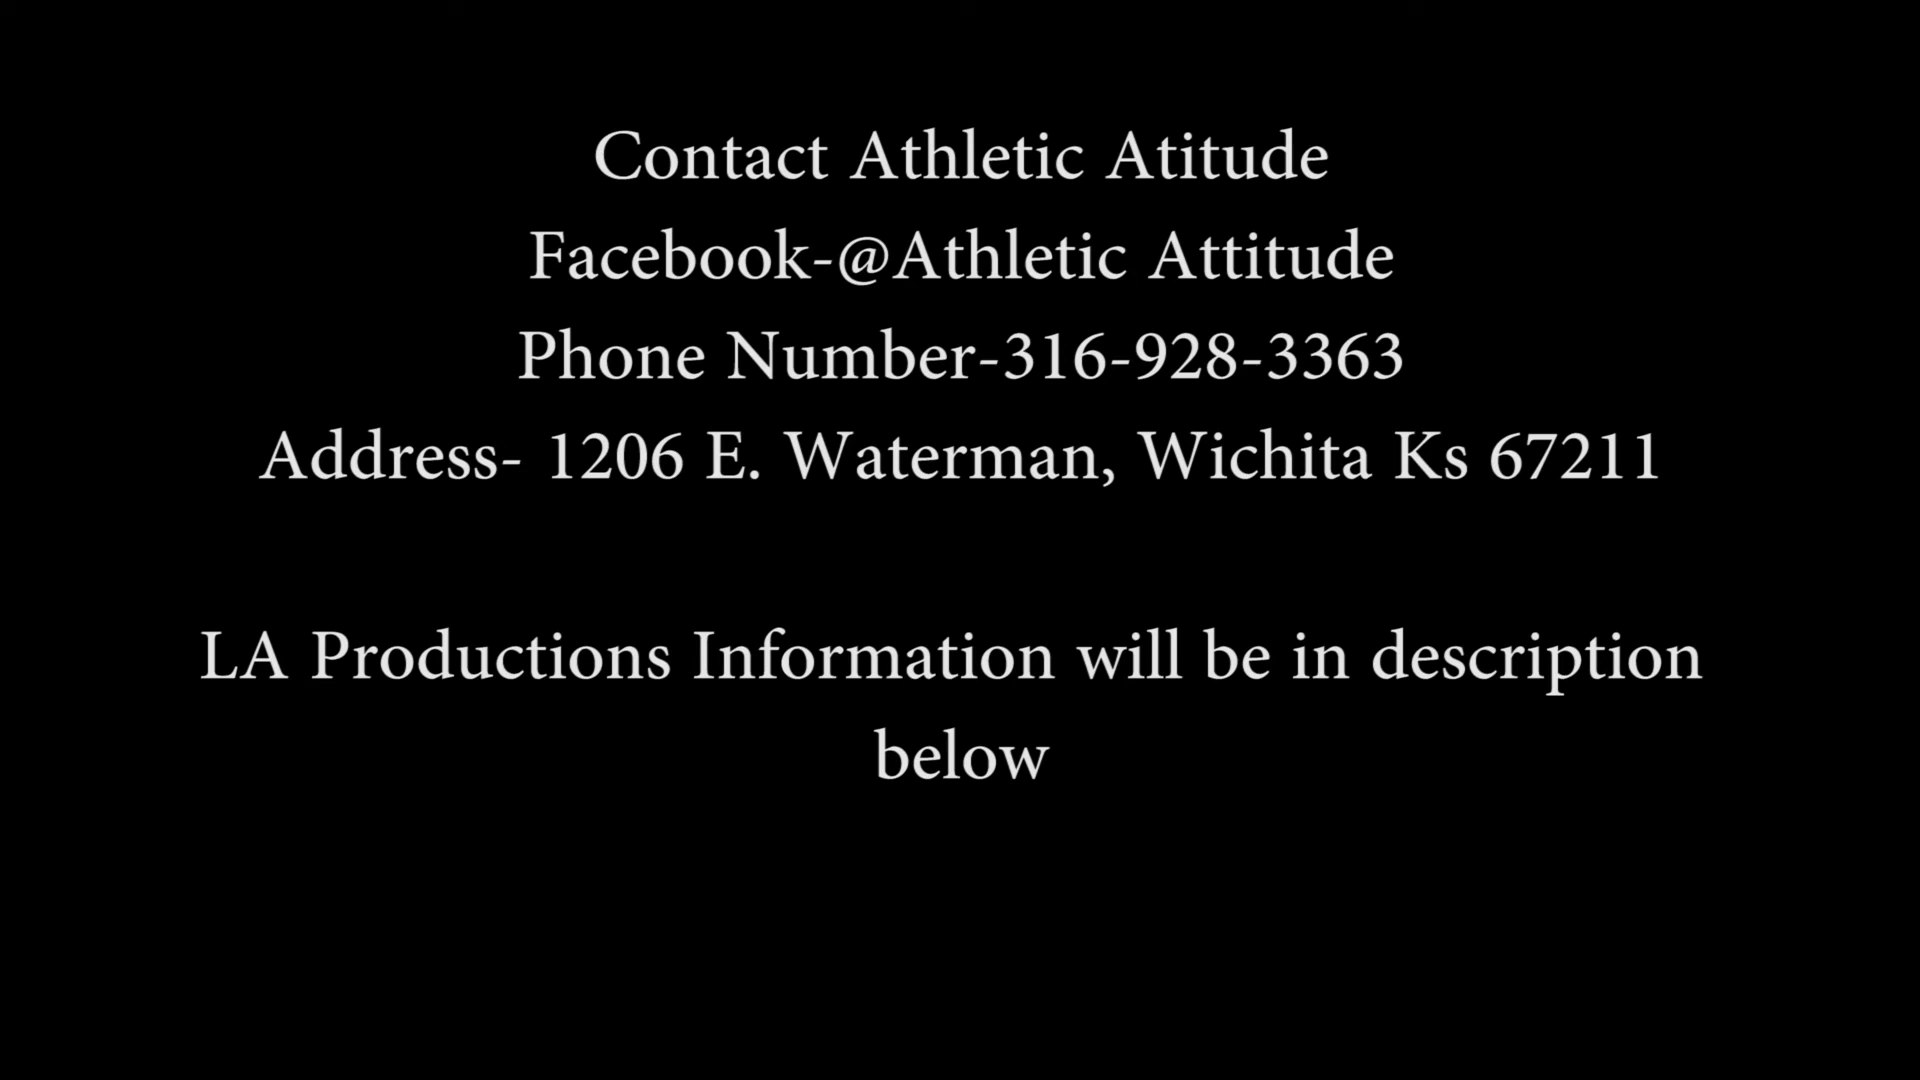 Contact Athletic Atitude
Facebook-@Athletic Attitude
Phone Number-316-928-3363
Address- 1206 E. Waterman, Wichita Ks 67211
LA Productions Information will be in description
below